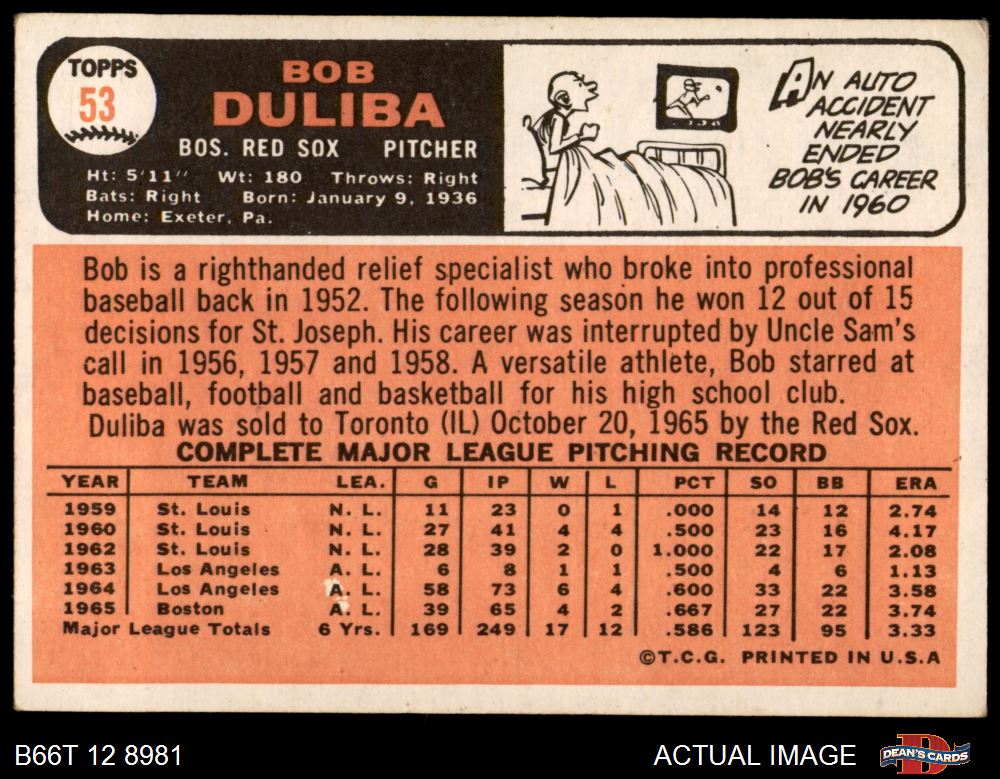 TOPPS
53
BOB
DULIBA
BOS. RED SOX PITCHER
Ht: 5'11" Wt: 180 Throws: Right
Bats: Right Born: January 9, 1936
Home: Exeter, Pa.
AN AUTO
ACCIDENT
NEARLY
ENDED
BOB'S CAREER
IN 1960
Bob is a righthanded relief specialist who broke into professional
baseball back in 1952. The following season he won 12 out of 15
decisions for St. Joseph. His career was interrupted by Uncle Sam's
call in 1956, 1957 and 1958. A versatile athlete, Bob starred at
baseball, football and basketball for his high school club.
Duliba was sold to Toronto (IL) October 20, 1965 by the Red Sox.
COMPLETE MAJOR LEAGUE PITCHING RECORD
YEAR TEAM LEA. G IP W L PCT SO BB ERA
1959 St. Louis N. L. 11 23 0 1 .000 14 12 2.74
1960 St. Louis N. L. 27 41 4 4 .500 23 16 4.17
1962 St. Louis N. L. 28 39 2 0 1.000 22 17 2.08
1963 Los Angeles A. L. 6 8 1 1 .500 4 6 1.13
1964 Los Angeles A. L. 58 73 6 4 .600 33 22 3.58
1965 Boston A. L. 39 65 4 2 .667 27 22 3.74
Major League Totals 6 Yrs. 169 249 17 12 .586 123 95 3.33
©T.C.G. PRINTED IN U.S.A
B66T 12 8981
ACTUAL IMAGE
D
DEAN'S CARDS